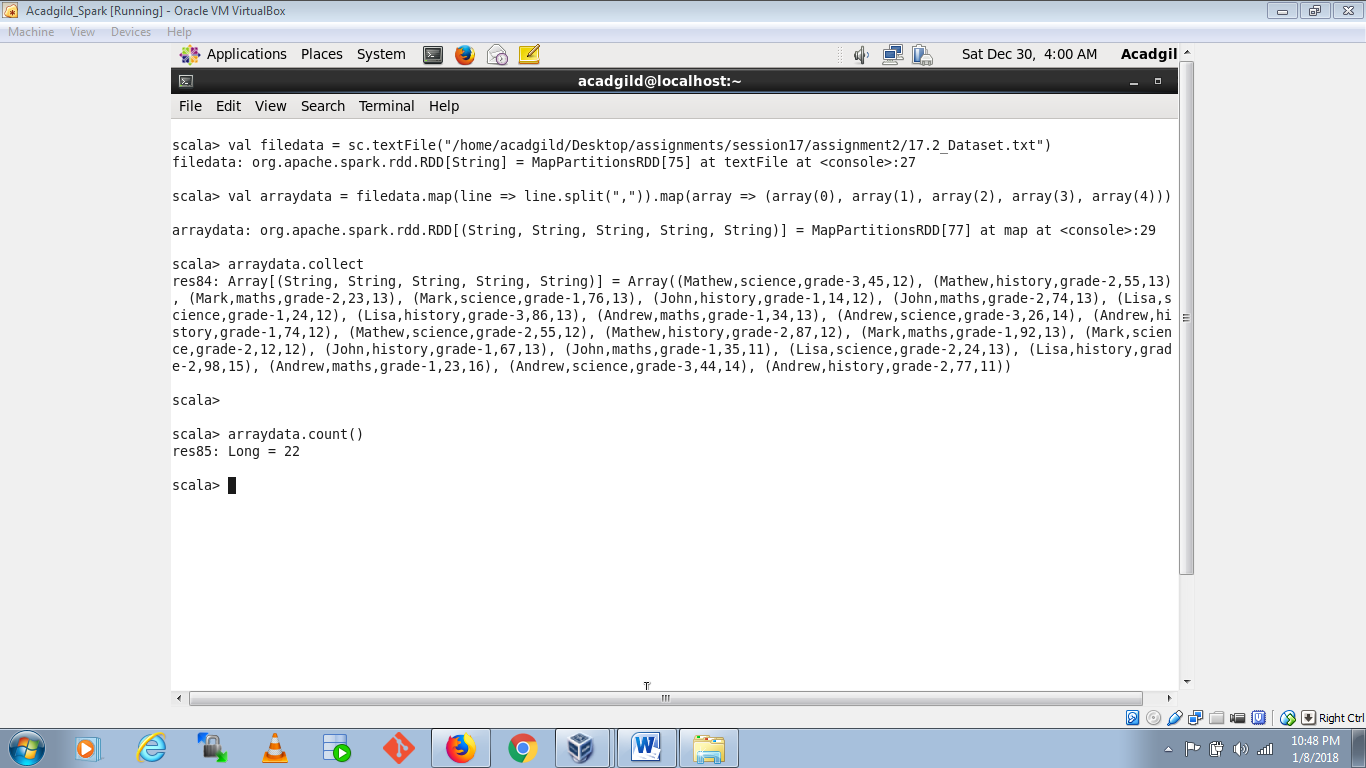 Acadgild_Spark [Running] - Oracle VM VirtualBox
Machine View Devices Help
Applications Places System Sat Dec 30, 4:00 AM Acadgil
acadgild@localhost:~
File Edit View Search Terminal Help
scala> val filedata = sc.textFile("/home/acadgild/Desktop/assignments/session17/assignment2/17.2_Dataset.txt")
filedata: org.apache.spark.rdd.RDD[String] = MapPartitionsRDD[75] at textFile at <console>:27
scala> val arraydata = filedata.map(line => line.split(",")).map(array => (array(0), array(1), array(2), array(3), array(4)))
arraydata: org.apache.spark.rdd.RDD[(String, String, String, String, String)] = MapPartitionsRDD[77] at map at <console>:29
scala> arraydata.collect
res84: Array[(String, String, String, String, String)] = Array((Mathew,science,grade-3,45,12), (Mathew,history,grade-2,55,13)
, (Mark,maths,grade-2,23,13), (Mark,science,grade-1,76,13), (John,history,grade-1,14,12), (John,maths,grade-2,74,13), (Lisa,s
cience,grade-1,24,12), (Lisa,history,grade-3,86,13), (Andrew,maths,grade-1,34,13), (Andrew,science,grade-3,26,14), (Andrew,hi
story,grade-1,74,12), (Mathew,science,grade-2,55,12), (Mathew,history,grade-2,87,12), (Mark,maths,grade-1,92,13), (Mark,scien
ce,grade-2,12,12), (John,history,grade-1,67,13), (John,maths,grade-1,35,11), (Lisa,science,grade-2,24,13), (Lisa,history,grad
e-2,98,15), (Andrew,maths,grade-1,23,16), (Andrew,science,grade-3,44,14), (Andrew,history,grade-2,77,11))
scala>
scala> arraydata.count()
res85: Long = 22
scala>
Right Ctrl
10:48 PM
1/8/2018